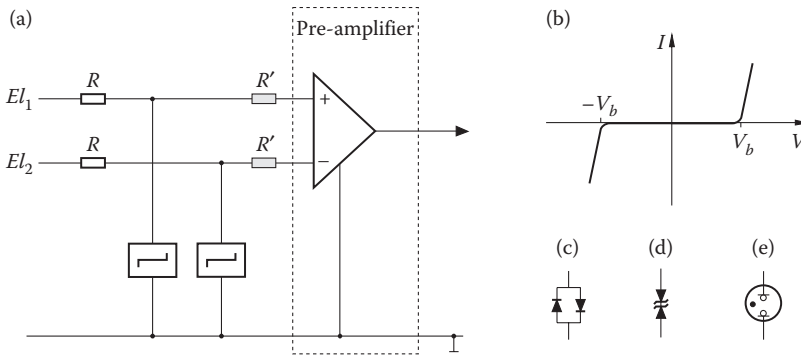 (a)
Pre-amplifier
El₁ R R′ +
El₂ R R′ −
(b)
I
−V_b
V_b V
(c) (d) (e)